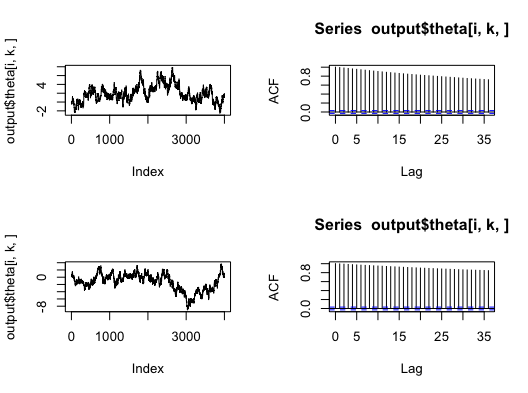 Series output$theta[i, k, ]
output$theta[i, k, ]
-2 4
0 1000 3000
Index
ACF
0.0 0.8
0 5 15 25 35
Lag
Series output$theta[i, k, ]
output$theta[i, k, ]
-8 0
0 1000 3000
Index
ACF
0.0 0.8
0 5 15 25 35
Lag